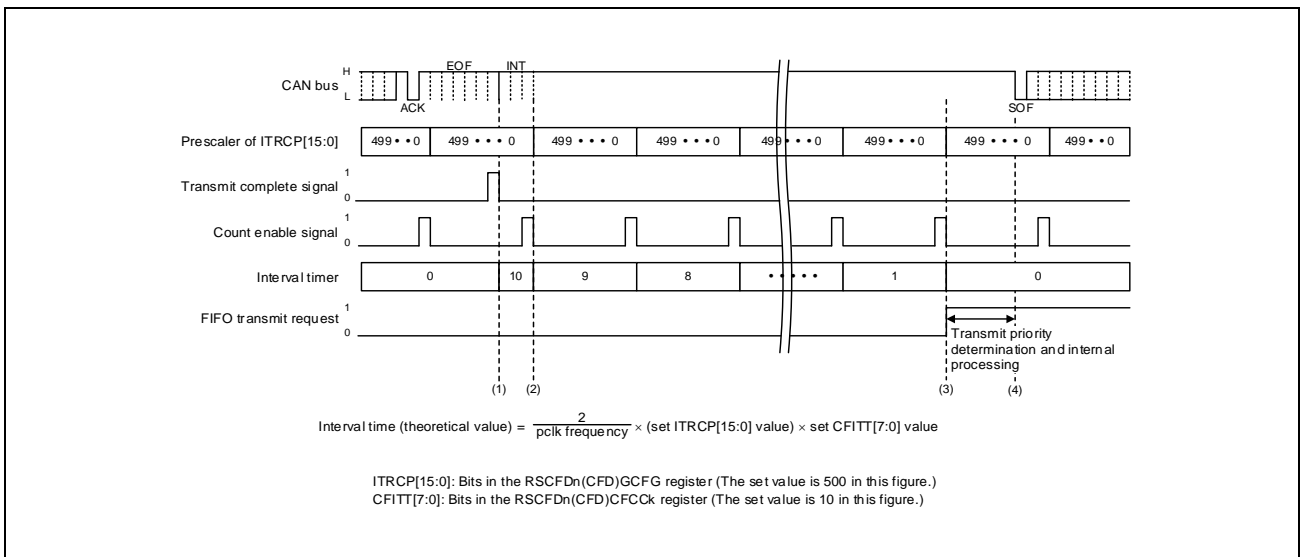 EOF INT
H
CAN bus
L
ACK SOF
Prescaler of ITRCP[15:0] 499••0 499•••0 499•••0 499•••0 499•••0 499•••0 499•••0 499••0
Transmit complete signal 1
0
Count enable signal 1
0
Interval timer 0 10 9 8 ••••• 1 0
FIFO transmit request 1
0
Transmit priority
determination and internal
processing
(1) (2) (3) (4)
Interval time (theoretical value) = 2 / pclk frequency × (set ITRCP[15:0] value) × set CFITT[7:0] value
ITRCP[15:0]: Bits in the RSCFDn(CFD)GCFG register (The set value is 500 in this figure.)
CFITT[7:0]: Bits in the RSCFDn(CFD)CFCCk register (The set value is 10 in this figure.)